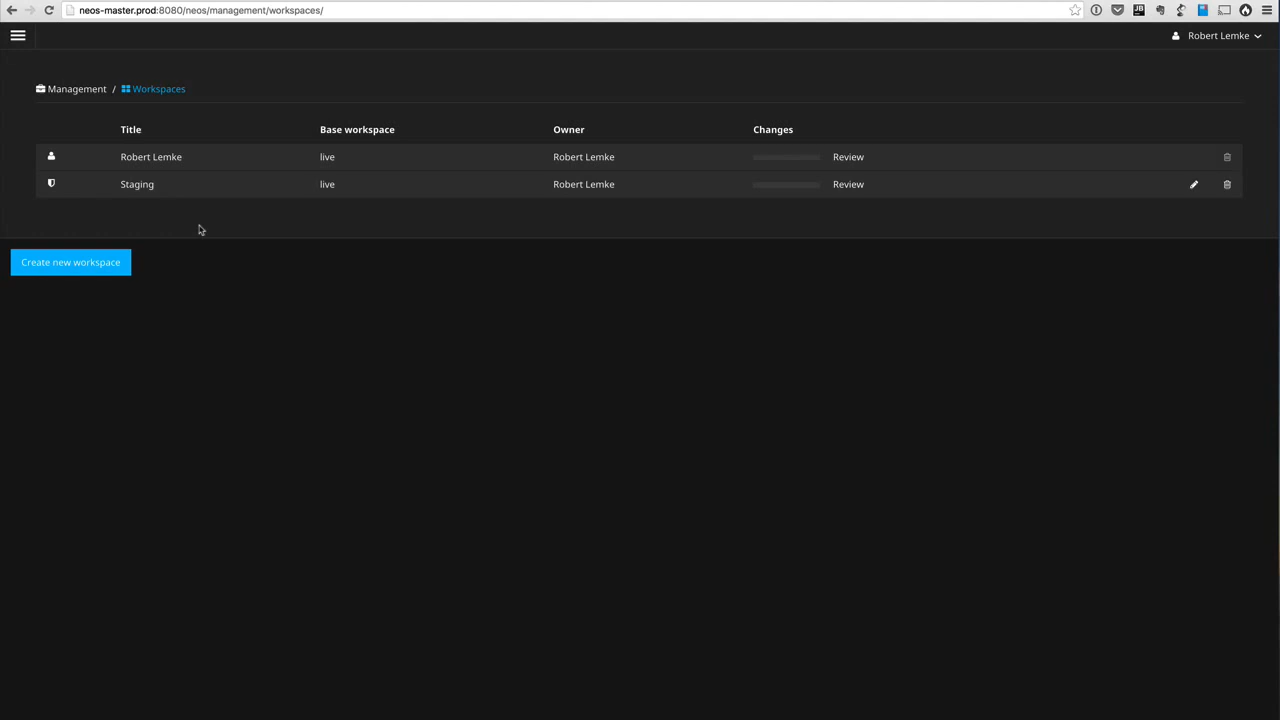 neos-master.prod:8080/neos/management/workspaces/
JB
Robert Lemke
Management / Workspaces
Title Base workspace Owner Changes
Robert Lemke live Robert Lemke Review
Staging live Robert Lemke Review
Create new workspace